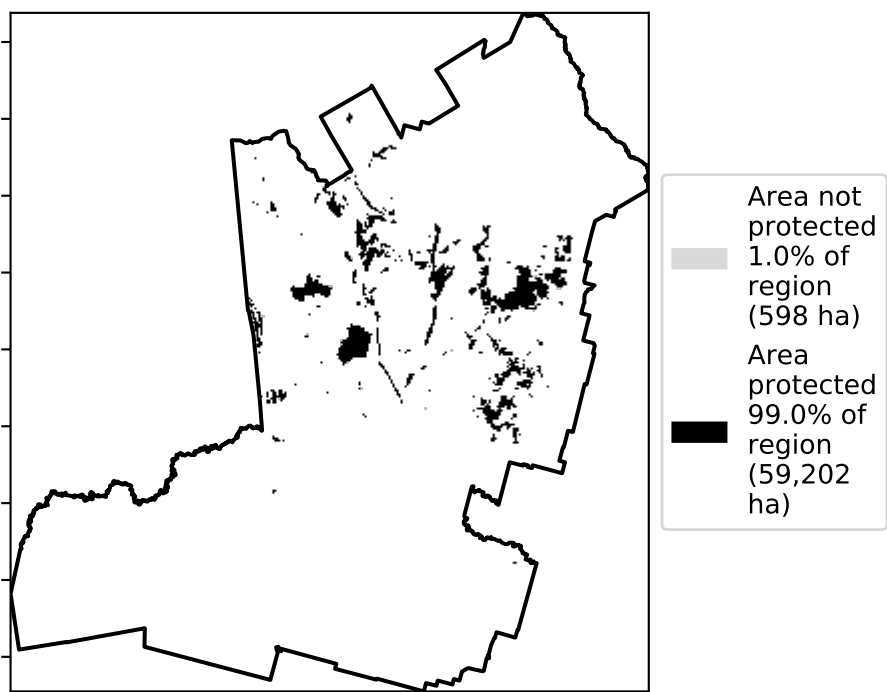 Area not
protected
1.0% of
region
(598 ha)
Area
protected
99.0% of
region
(59,202
ha)